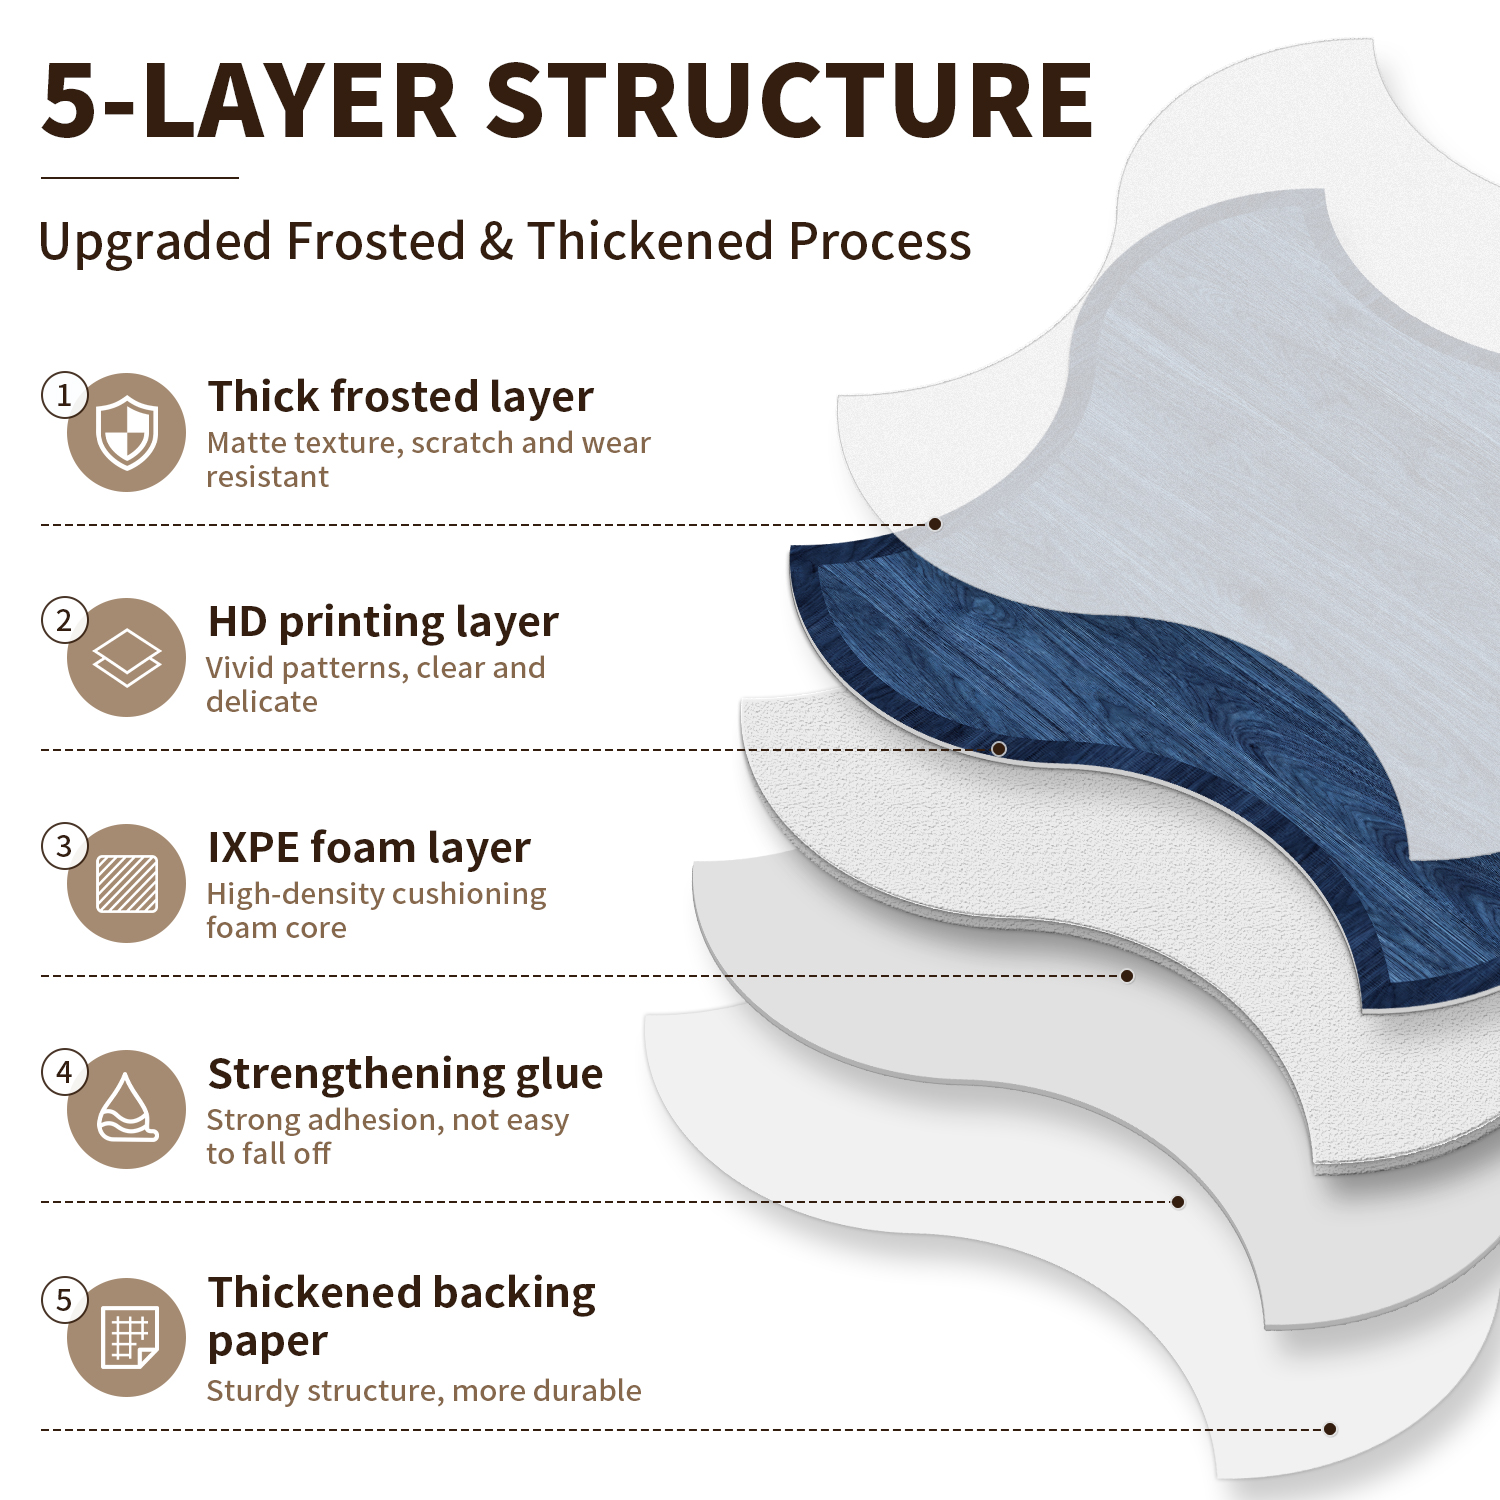 5-LAYER STRUCTURE
Upgraded Frosted & Thickened Process
1
Thick frosted layer
Matte texture, scratch and wear
resistant
2
HD printing layer
Vivid patterns, clear and
delicate
3
IXPE foam layer
High-density cushioning
foam core
4
Strengthening glue
Strong adhesion, not easy
to fall off
5
Thickened backing
paper
Sturdy structure, more durable